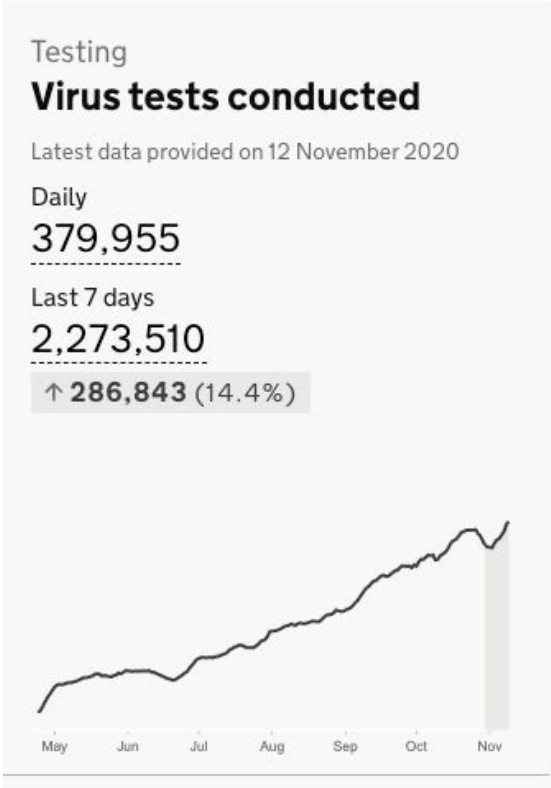 Testing
Virus tests conducted
Latest data provided on 12 November 2020
Daily
379,955
Last 7 days
2,273,510
↑ 286,843 (14.4%)
May Jun Jul Aug Sep Oct Nov